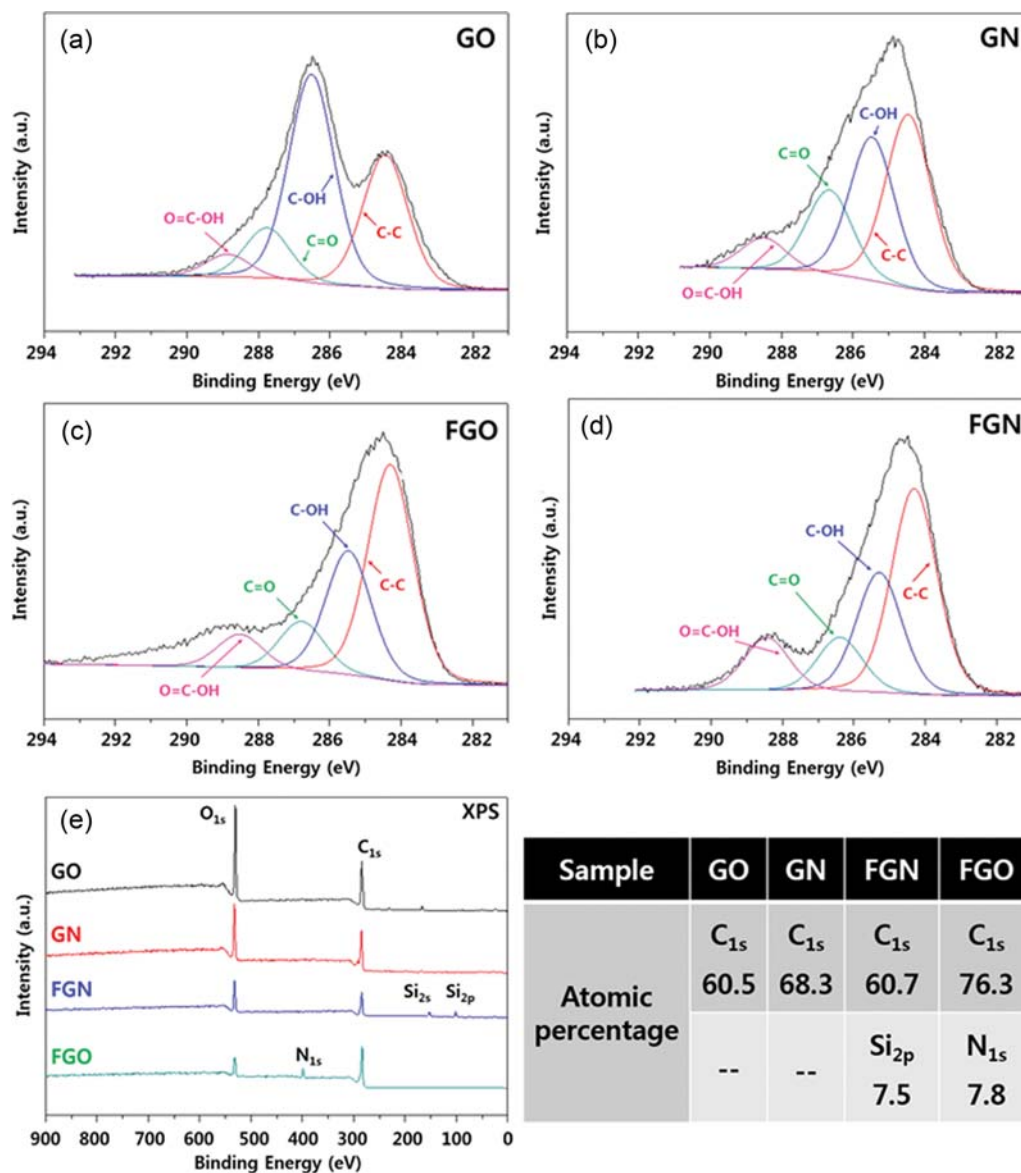 (a)
GO
Intensity (a.u.)
O=C-OH
C-OH
C=O
C-C
294 292 290 288 286 284 282
Binding Energy (eV)
(b)
GN
Intensity (a.u.)
C-OH
C=O
C-C
O=C-OH
294 292 290 288 286 284 282
Binding Energy (eV)
(c)
FGO
Intensity (a.u.)
C-OH
C=O
C-C
O=C-OH
294 292 290 288 286 284 282
Binding Energy (eV)
(d)
FGN
Intensity (a.u.)
C-OH
C=O
C-C
O=C-OH
294 292 290 288 286 284 282
Binding Energy (eV)
(e)
XPS
O1s
C1s
GO
GN
FGN
Si2s Si2p
FGO
N1s
Intensity (a.u.)
900 800 700 600 500 400 300 200 100 0
Binding Energy (eV)
Sample GO GN FGN FGO
Atomic percentage
C1s C1s C1s C1s
60.5 68.3 60.7 76.3
-- -- Si2p N1s
7.5 7.8